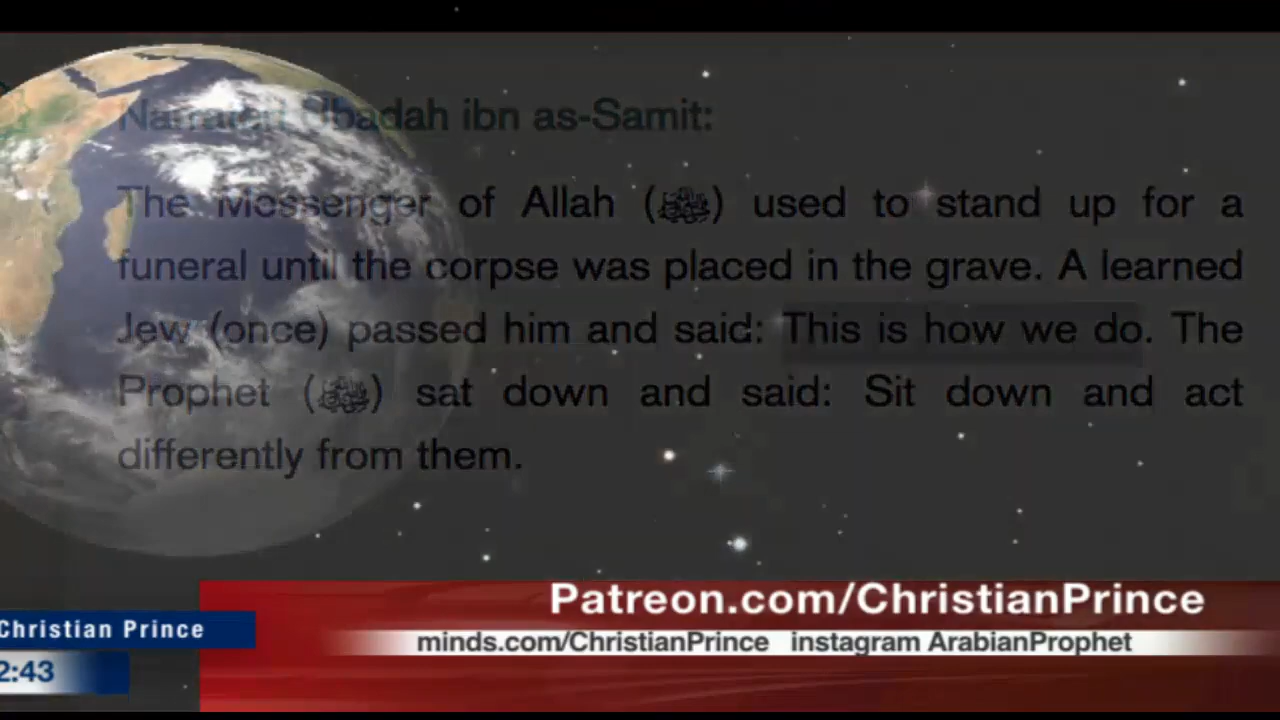 Narrated Ubadah ibn as-Samit:
The Messenger of Allah (ﷺ) used to stand up for a
funeral until the corpse was placed in the grave. A learned
Jew (once) passed him and said: This is how we do. The
Prophet (ﷺ) sat down and said: Sit down and act
differently from them.
Patreon.com/ChristianPrince
Christian Prince
minds.com/ChristianPrince instagram ArabianProphet
2:43